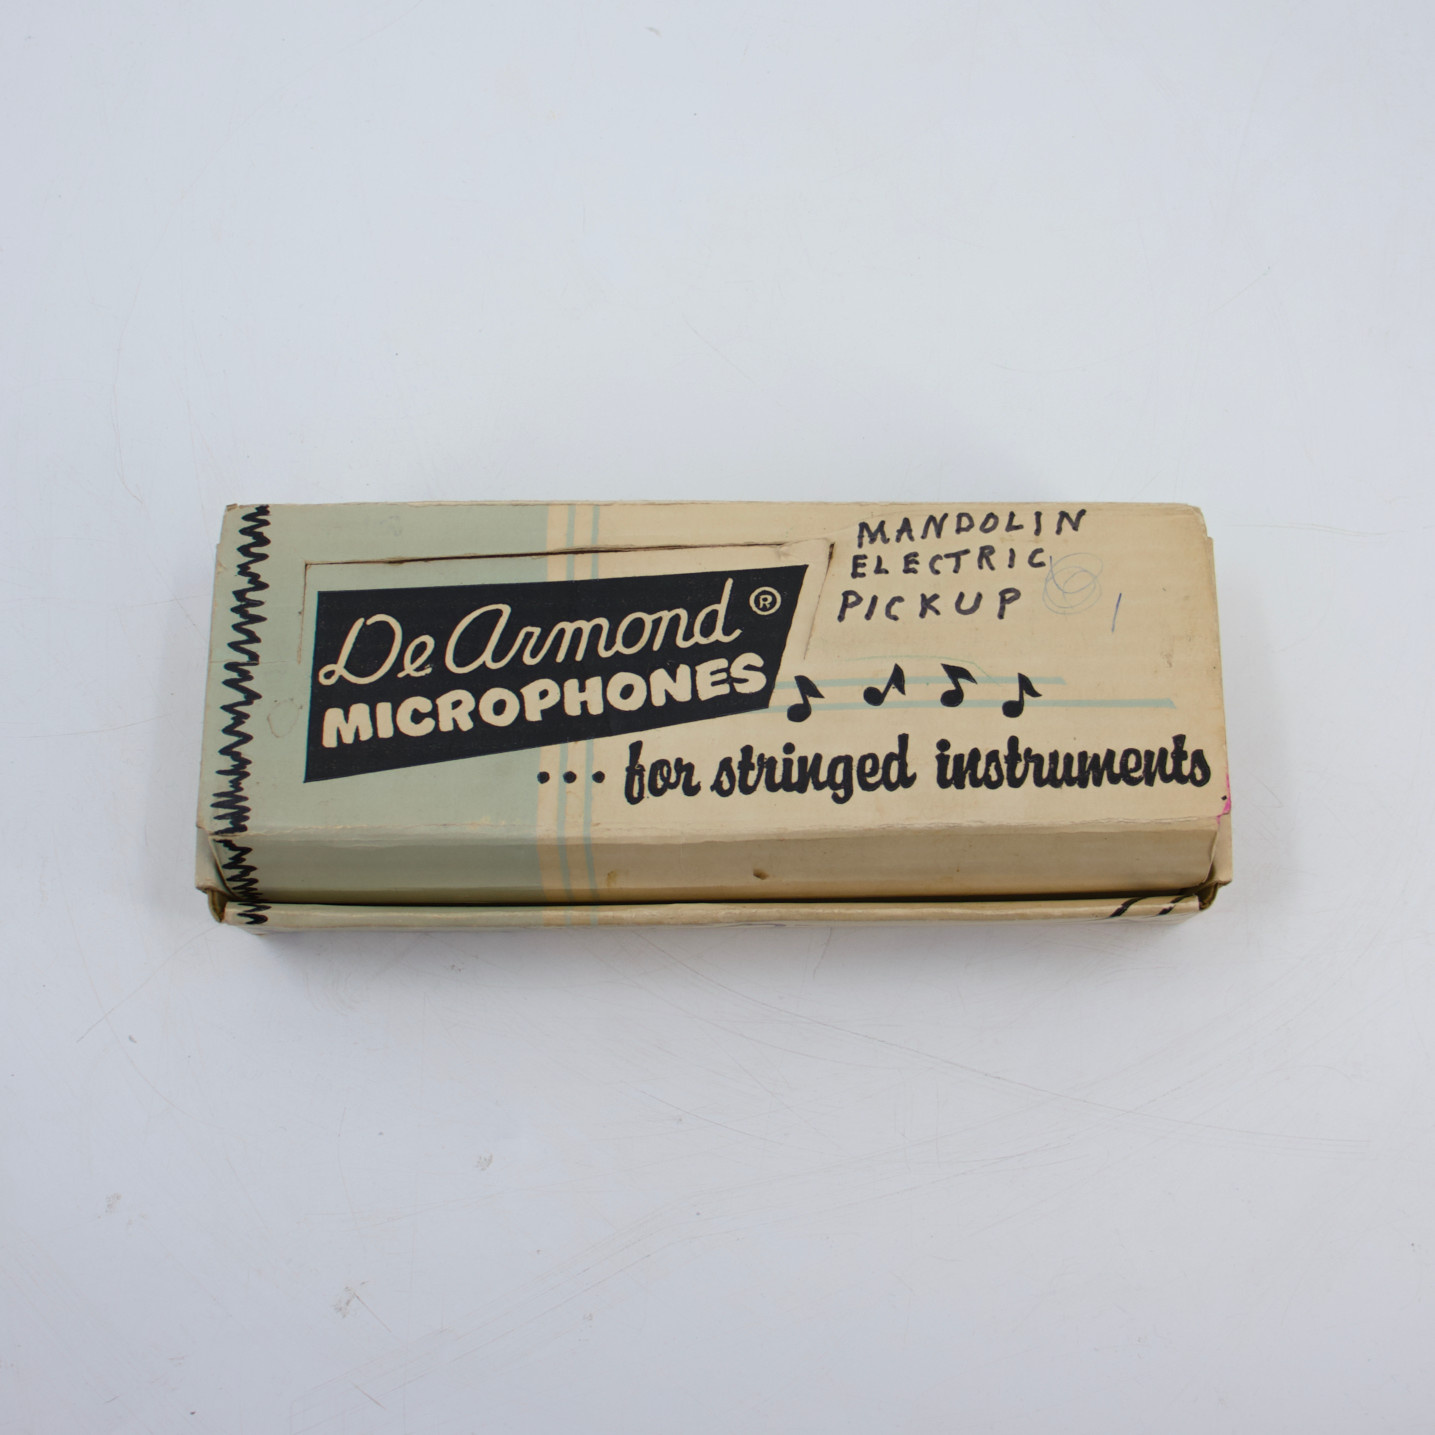 MANDOLIN
ELECTRIC
PICKUP
De Armond ®
MICROPHONES
... for stringed instruments